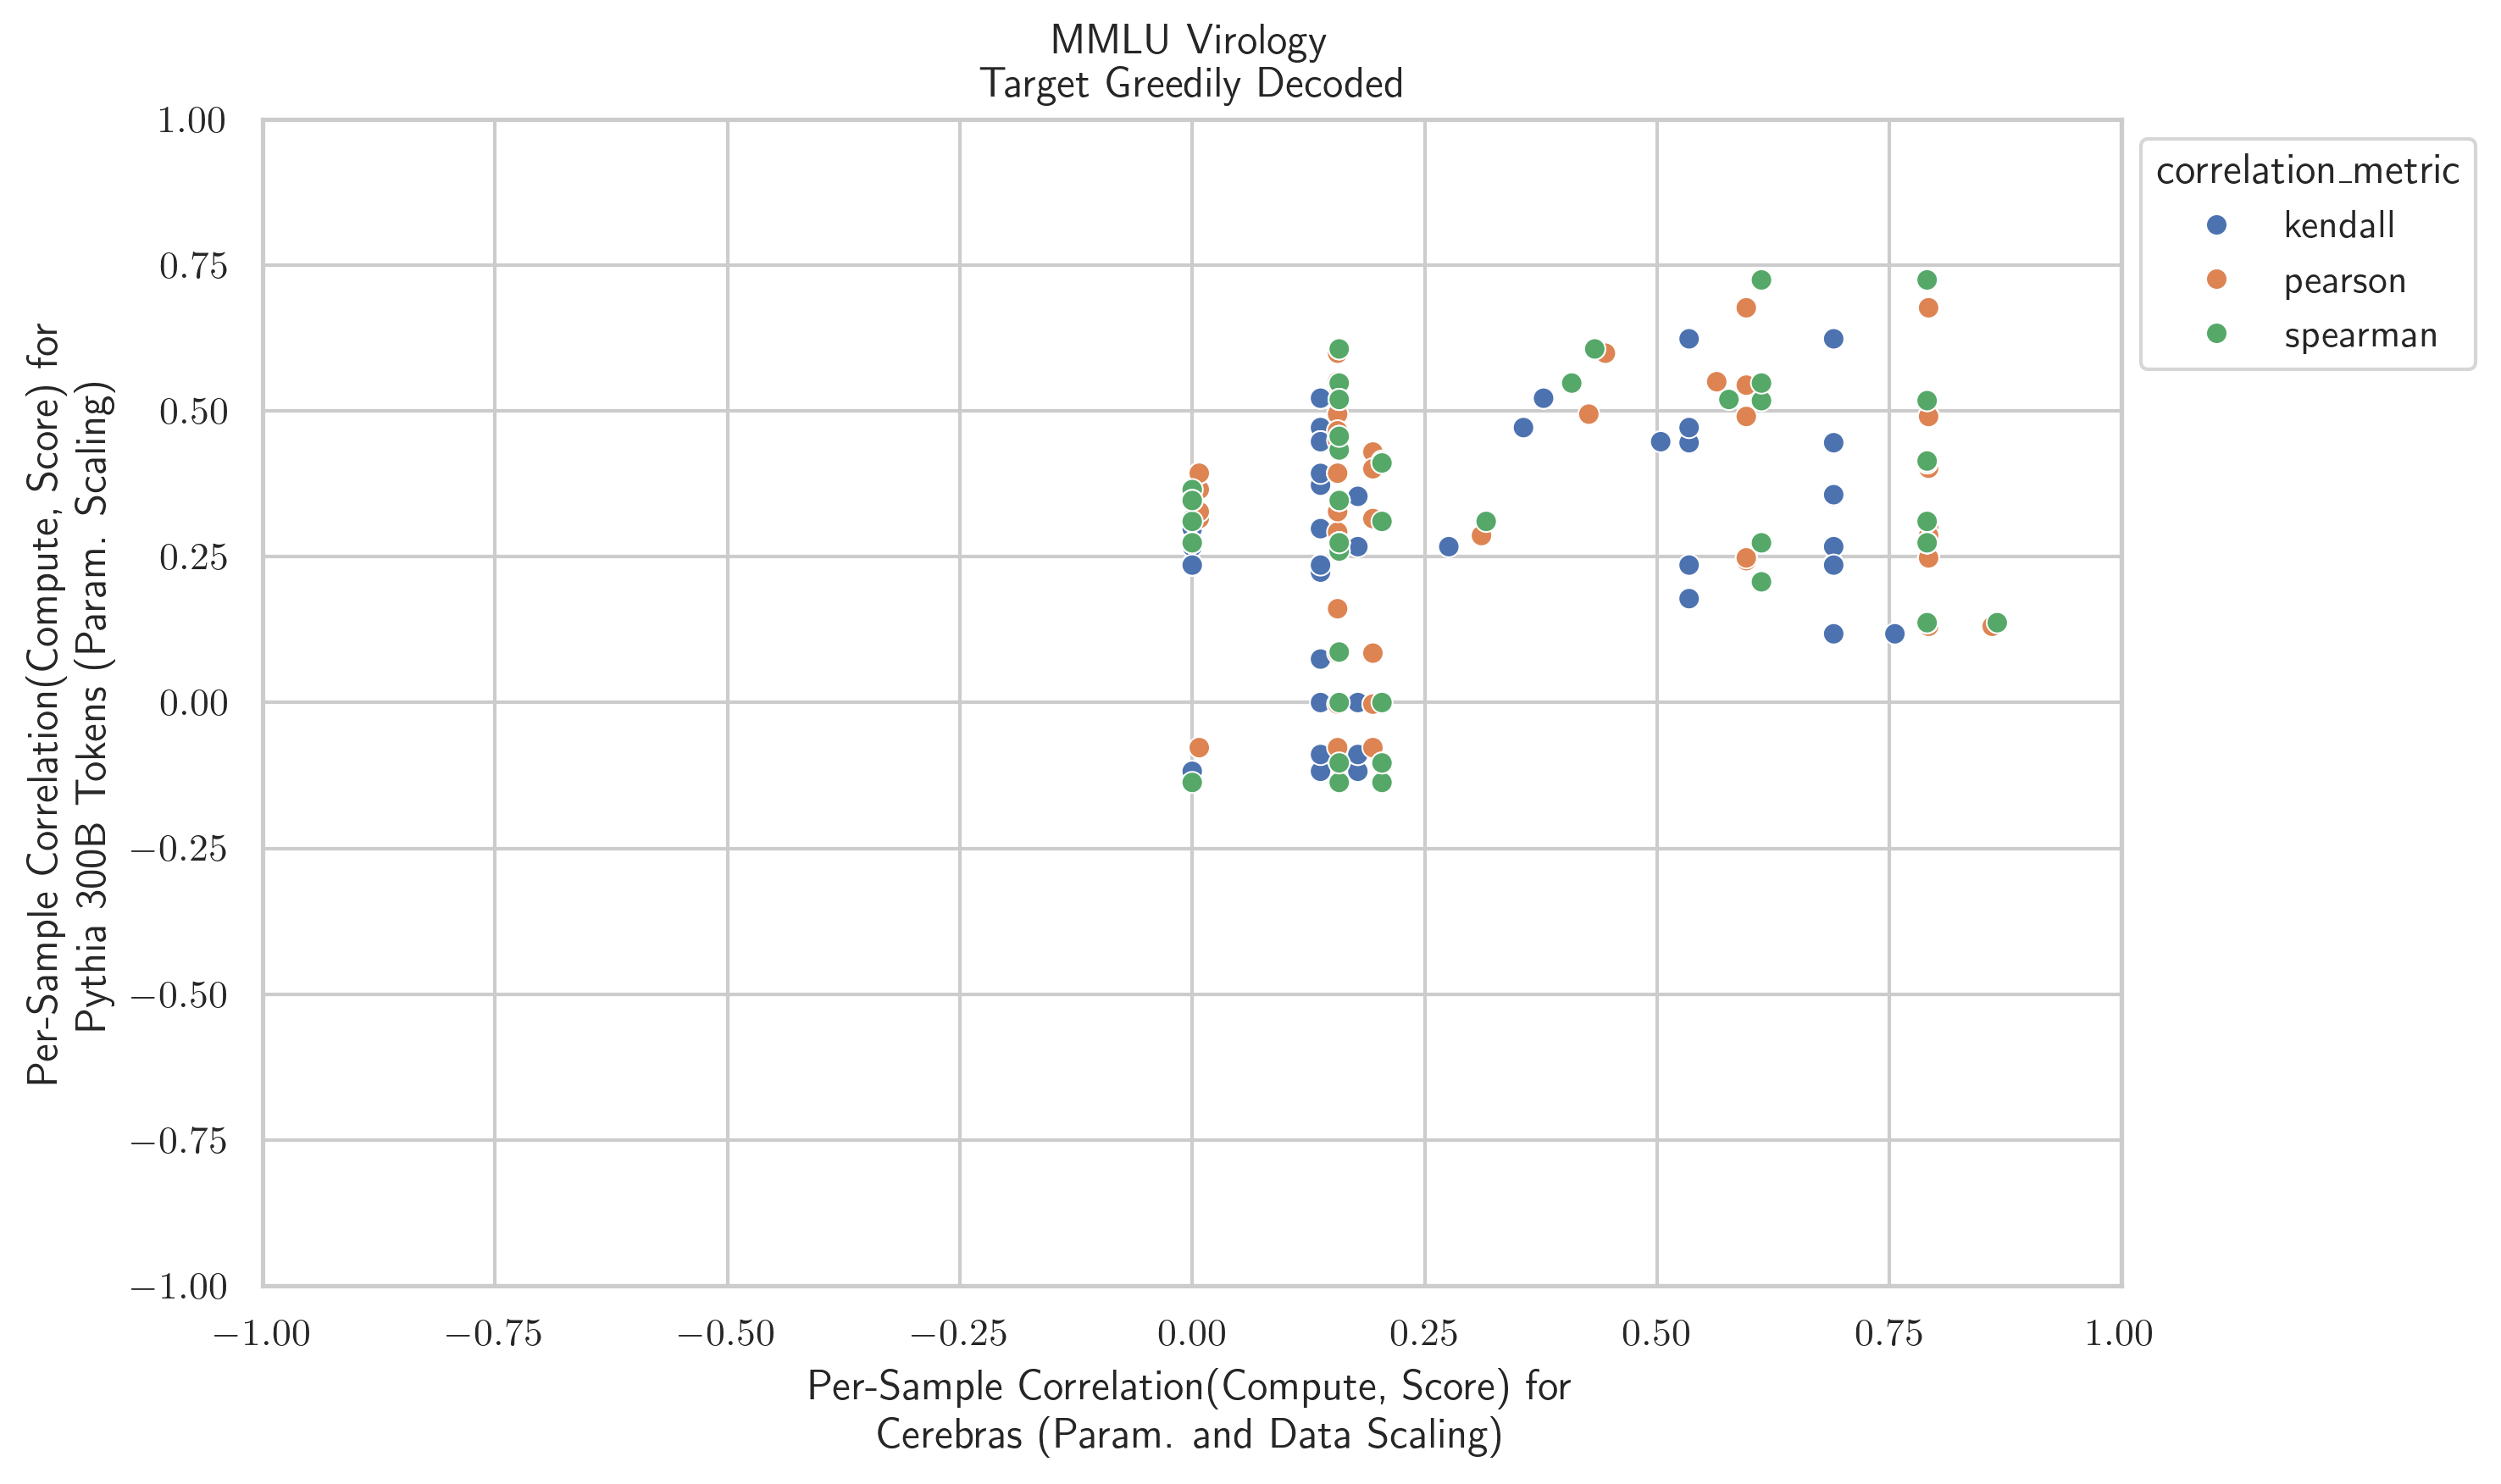 MMLU Virology
Target Greedily Decoded
Per-Sample Correlation(Compute, Score) for
Pythia 300B Tokens (Param. Scaling)
1.00
0.75
0.50
0.25
0.00
−0.25
−0.50
−0.75
−1.00
−1.00 −0.75 −0.50 −0.25 0.00 0.25 0.50 0.75 1.00
Per-Sample Correlation(Compute, Score) for
Cerebras (Param. and Data Scaling)
correlation_metric
kendall
pearson
spearman